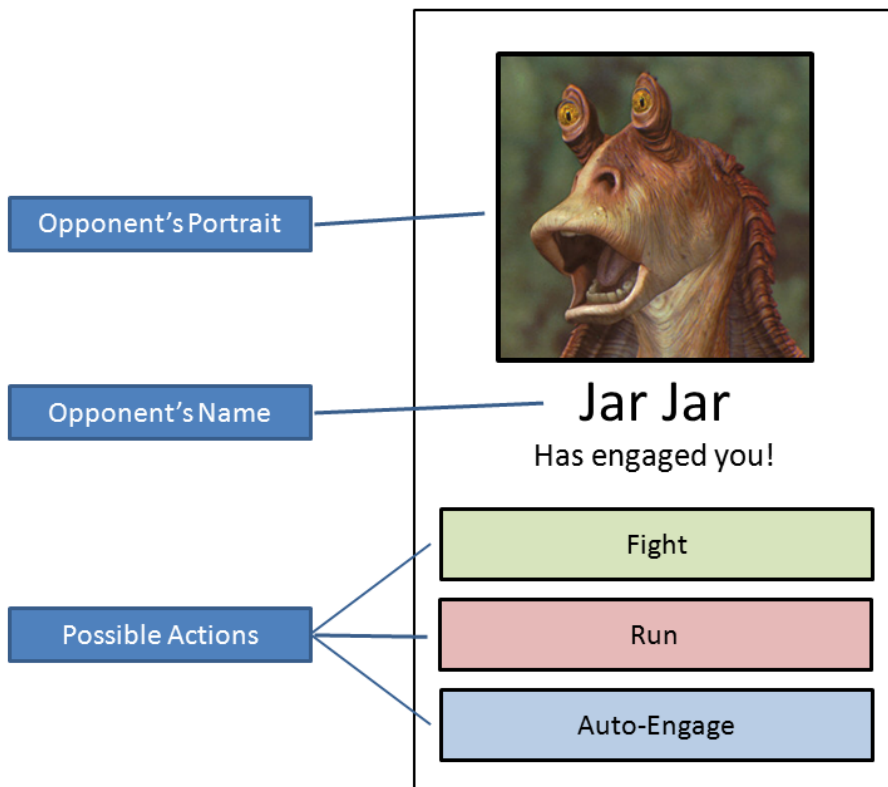 Opponent's Portrait
Opponent's Name
Jar Jar
Has engaged you!
Possible Actions
Fight
Run
Auto-Engage